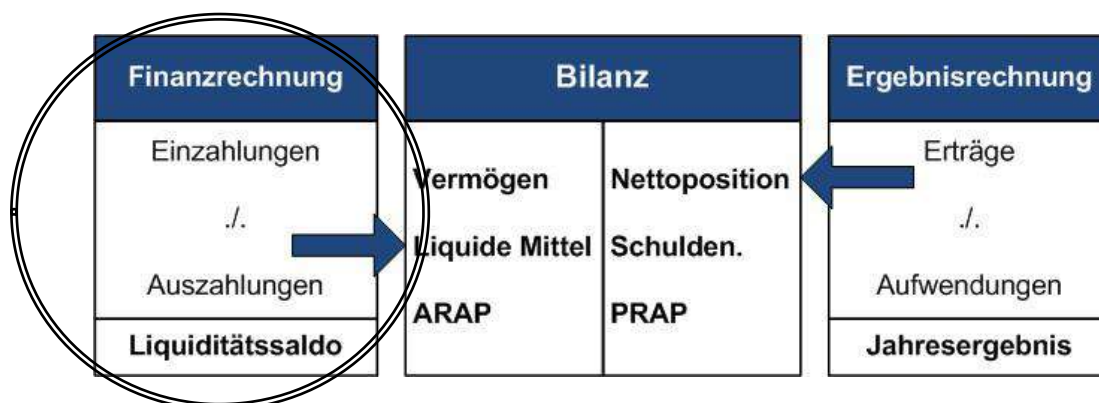 Finanzrechnung
Einzahlungen
./.
Auszahlungen
Liquiditätssaldo
Bilanz
Vermögen
Liquide Mittel
ARAP
Nettoposition
Schulden.
PRAP
Ergebnisrechnung
Erträge
./.
Aufwendungen
Jahresergebnis